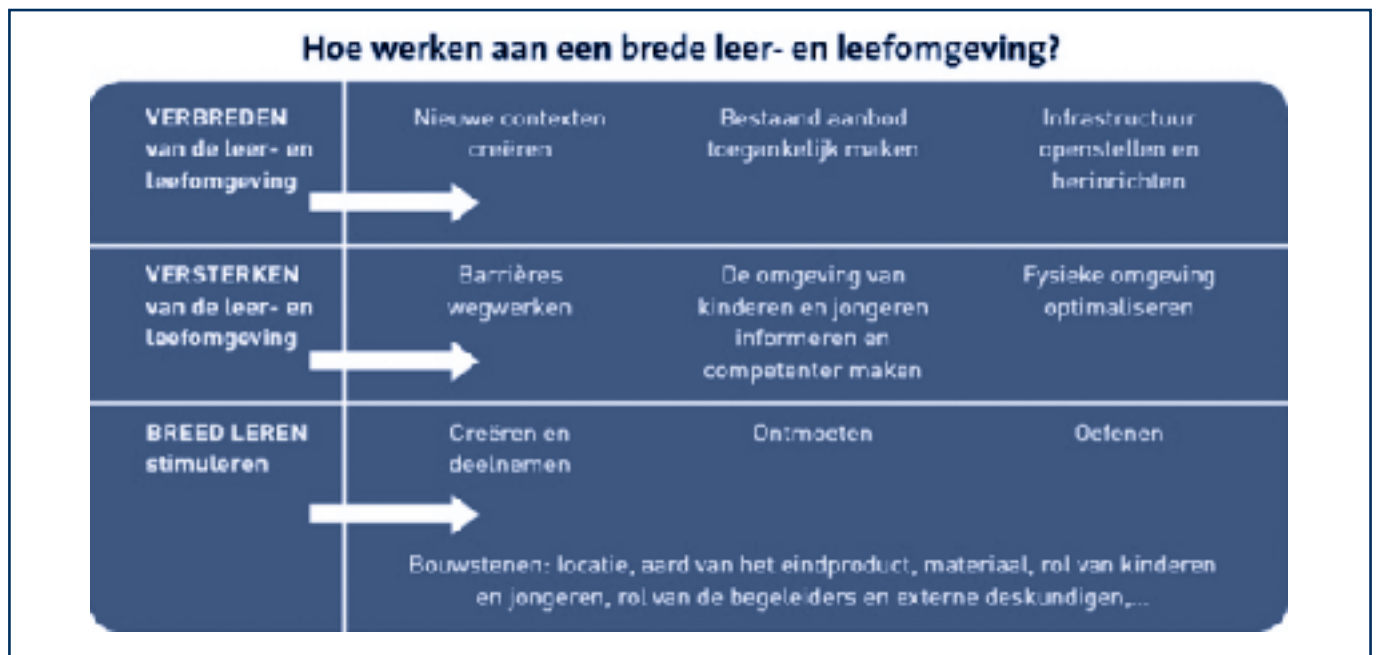 Hoe werken aan een brede leer- en leefomgeving?
VERBREDEN
van de leer- en
leefomgeving
Nieuwe contexten
creëren
Bestaand aanbod
toegankelijk maken
Infrastructuur
openstellen en
herinrichten
VERSTERKEN
van de leer- en
leefomgeving
Barrières
wegwerken
De omgeving van
kinderen en jongeren
informeren en
competenter maken
Fysieke omgeving
optimaliseren
BREED LEREN
stimuleren
Creëren en
deelnemen
Ontmoeten
Oefenen
Bouwstenen: locatie, aard van het eindproduct, materiaal, rol van kinderen
en jongeren, rol van de begeleiders en externe deskundigen,...